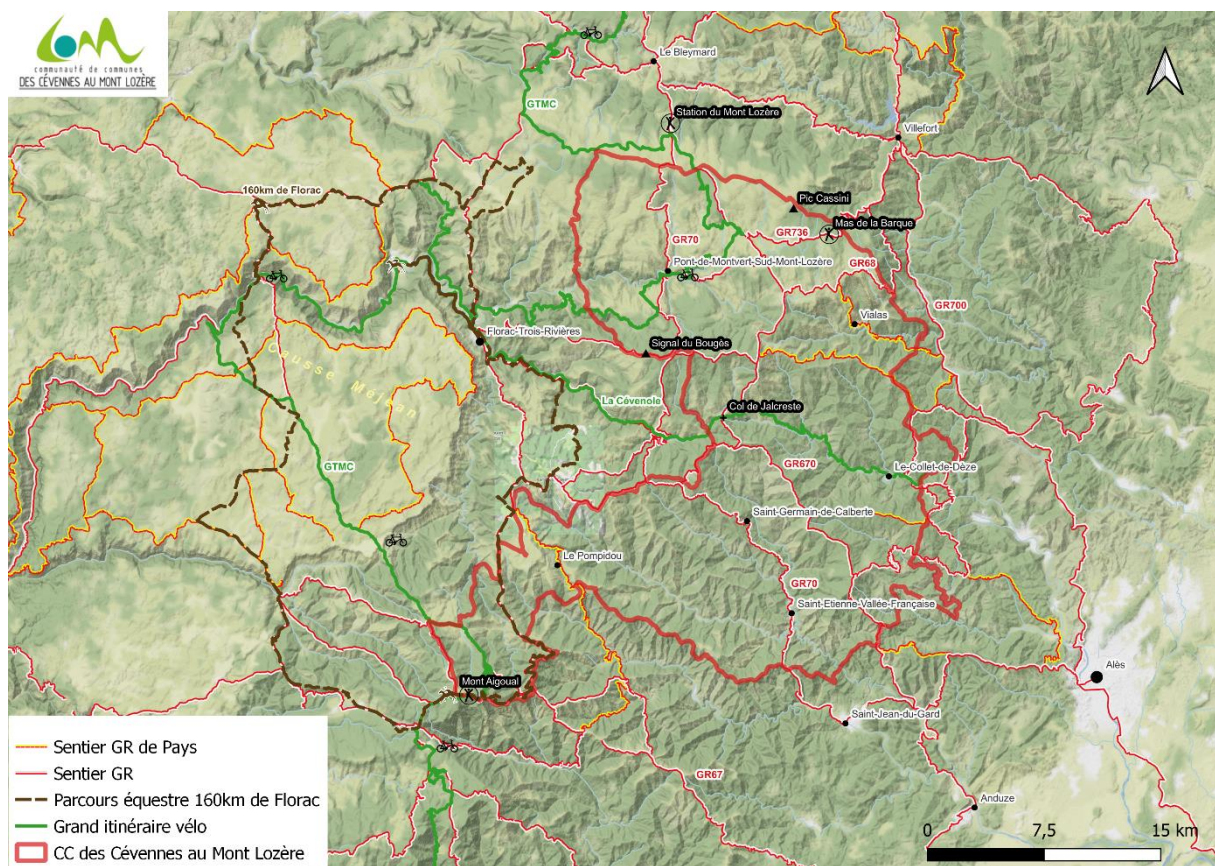 communauté de communes
DES CÉVENNES AU MONT LOZÈRE
Le Bleymard
GTMC
Station du Mont Lozère
Villefort
160km de Florac
Pic Cassini
GR736
Mas de la Barque
GR70
Pont-de-Montvert-Sud-Mont-Lozère
GR68
GR700
Vialas
Florac-Trois-Rivières
Signal du Bougès
Causse Mejean
La Cévenole
Col de Jalcreste
GTMC
GR670
Le-Collet-de-Dèze
Saint-Germain-de-Calberte
Le Pompidou
GR70
Saint-Etienne-Vallée-Française
Alès
Mont Aigoual
Saint-Jean-du-Gard
GR67
Anduze
Sentier GR de Pays
Sentier GR
Parcours équestre 160km de Florac
Grand itinéraire vélo
CC des Cévennes au Mont Lozère
0 7,5 15 km